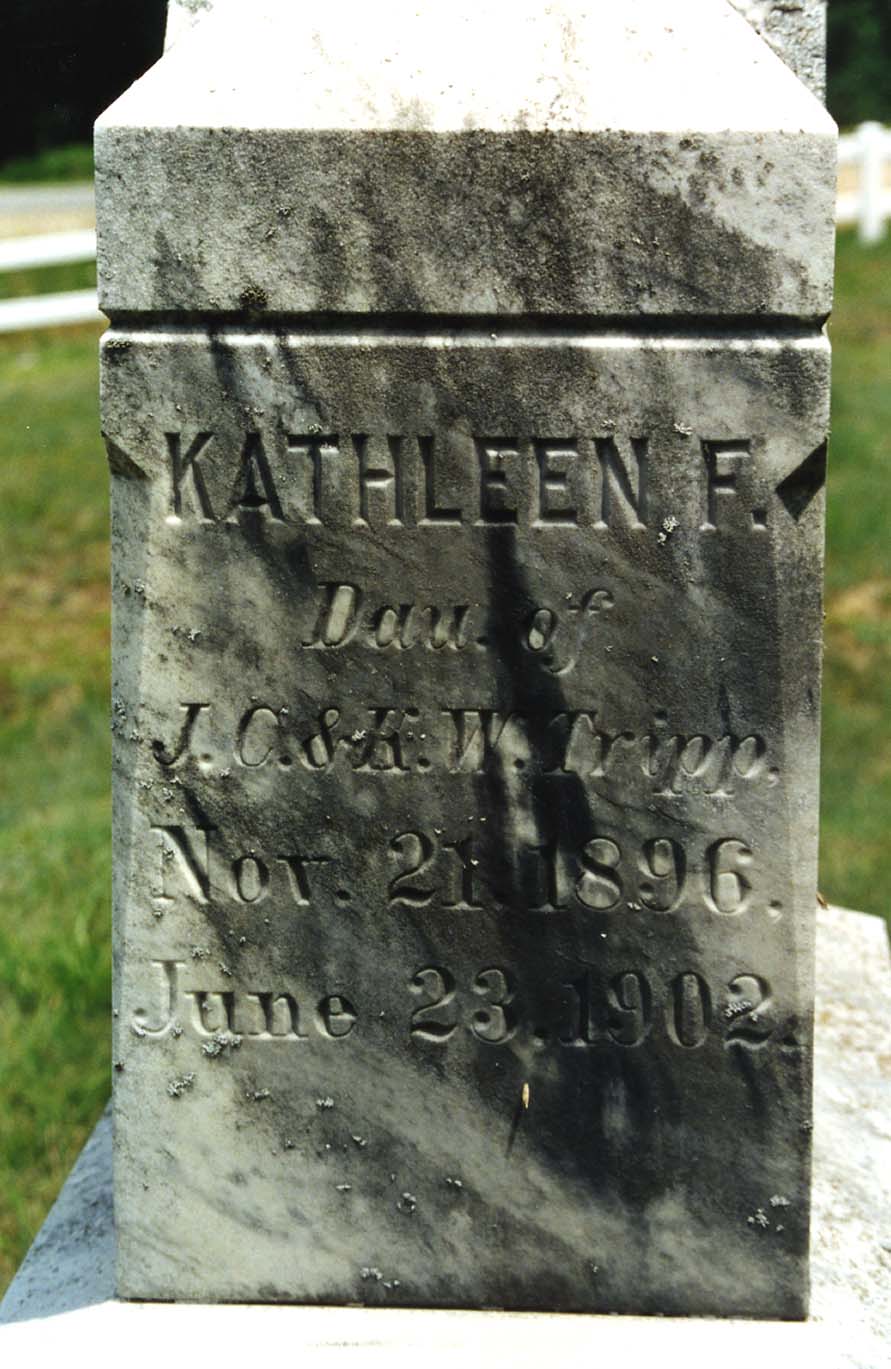 KATHLEEN F.
Dau. of
J. C. & K. W. Tripp,
Nov. 21, 1896,
June 23, 1902.